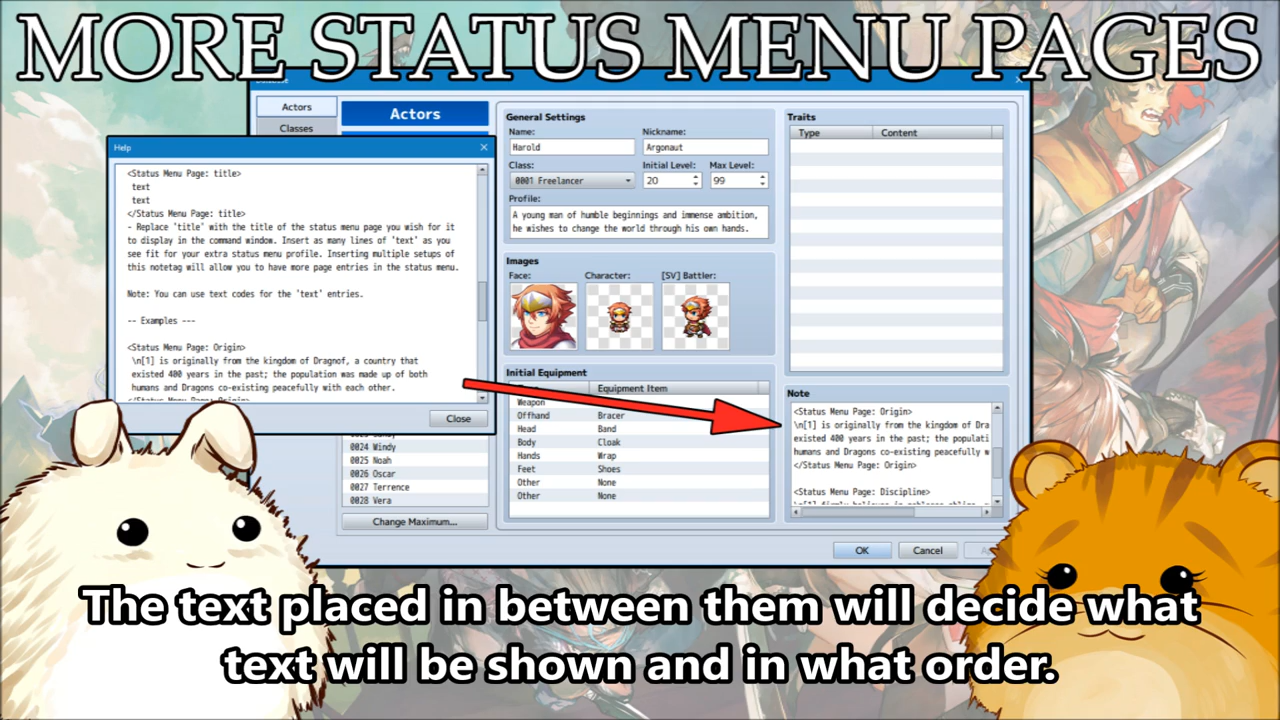 MORE STATUS MENU PAGES
Actors
Classes
Actors
Help
<Status Menu Page: title>
text
text
</Status Menu Page: title>
- Replace 'title' with the title of the status menu page you wish for it
to display in the command window. Insert as many lines of 'text' as you
see fit for your extra status menu profile. Inserting multiple setups of
this notetag will allow you to have more page entries in the status menu.
Note: You can use text codes for the 'text' entries.
-- Examples ---
<Status Menu Page: Origin>
\n[1] is originally from the kingdom of Dragnof, a country that
existed 400 years in the past; the population was made up of both
humans and Dragons co-existing peacefully with each other.
</Status Menu Page: Origin>
Close
0024 Windy
0025 Noah
0026 Oscar
0027 Terrence
0028 Vera
Change Maximum...
General Settings
Name:
Nickname:
Harold
Argonaut
Class:
Initial Level:
Max Level:
0001 Freelancer
20
99
Profile:
A young man of humble beginnings and immense ambition,
he wishes to change the world through his own hands.
Images
Face:
Character:
[SV] Battler:
Initial Equipment
Equipment Item
Weapon
Offhand Bracer
Head Band
Body Cloak
Hands Wrap
Feet Shoes
Other None
Other None
Traits
Type Content
Note
<Status Menu Page: Origin>
\n[1] is originally from the kingdom of Dra
existed 400 years in the past; the populati
humans and Dragons co-existing peacefully w
</Status Menu Page: Origin>
<Status Menu Page: Discipline>
OK
Cancel
The text placed in between them will decide what
text will be shown and in what order.